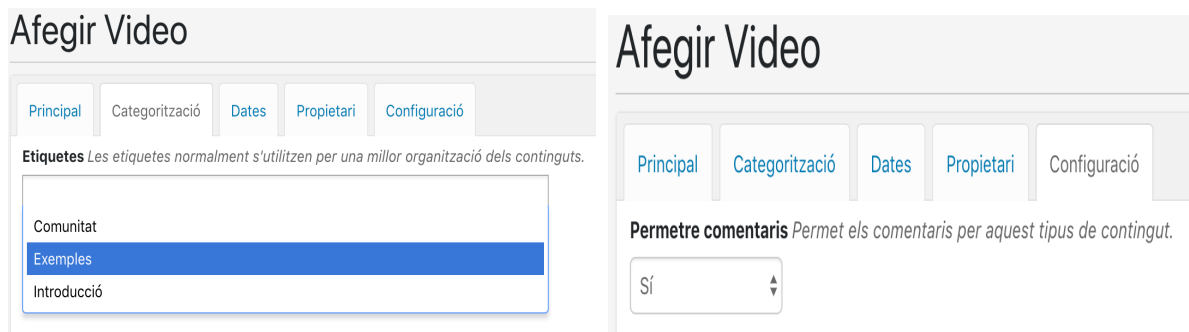 Afegir Video
Principal Categorització Dates Propietari Configuració
Etiquetes Les etiquetes normalment s'utilitzen per una millor organització dels continguts.
Comunitat
Exemples
Introducció
Afegir Video
Principal Categorització Dates Propietari Configuració
Permetre comentaris Permet els comentaris per aquest tipus de contingut.
Sí